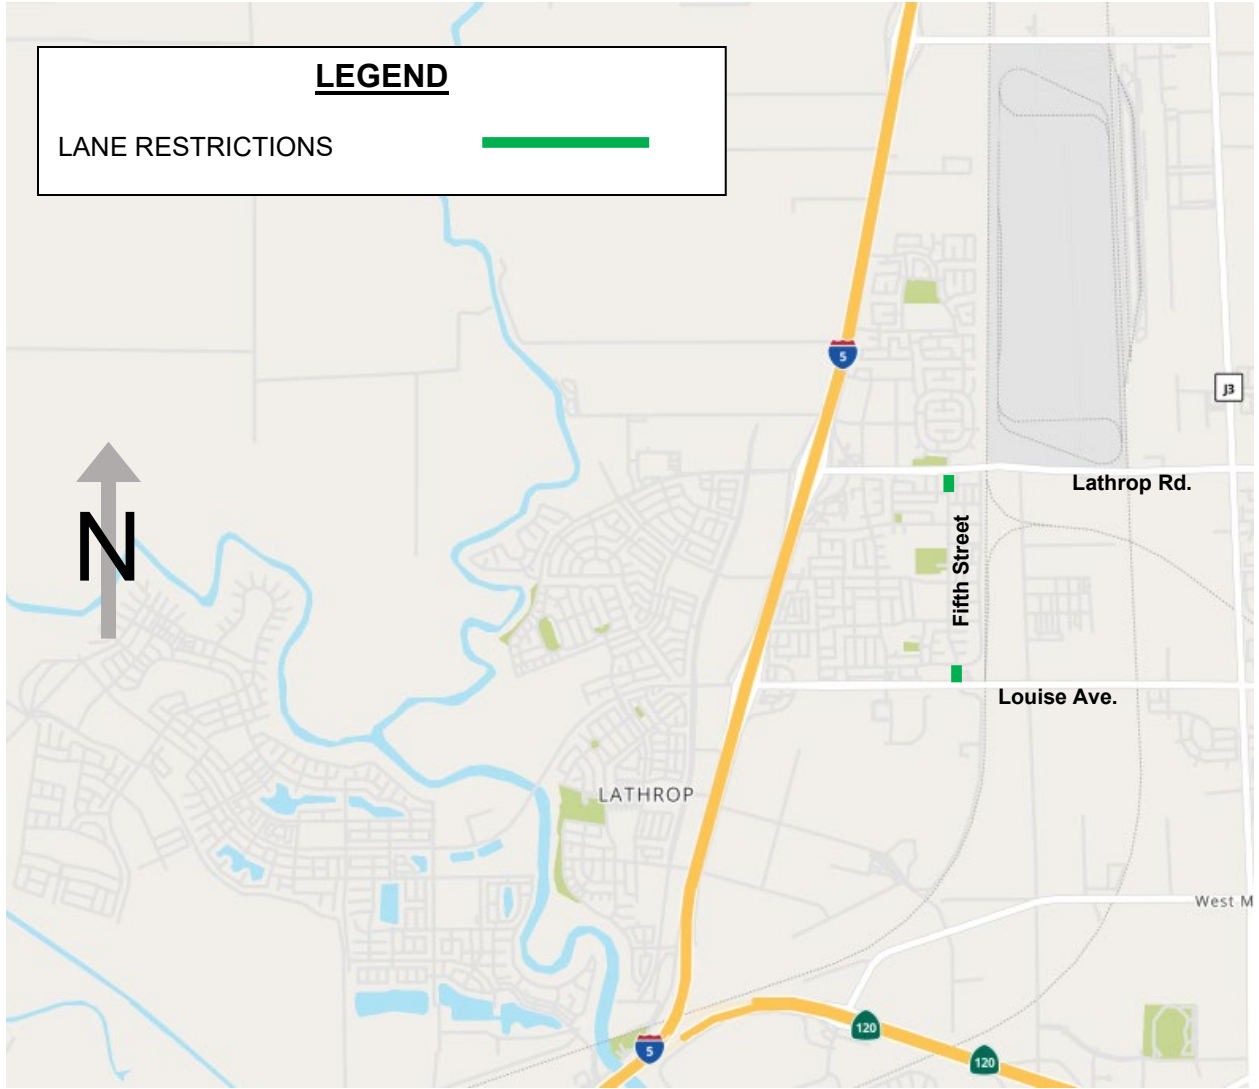 LEGEND
LANE RESTRICTIONS
5
J3
Lathrop Rd.
Fifth Street
N
Louise Ave.
LATHROP
West M
120
5
120